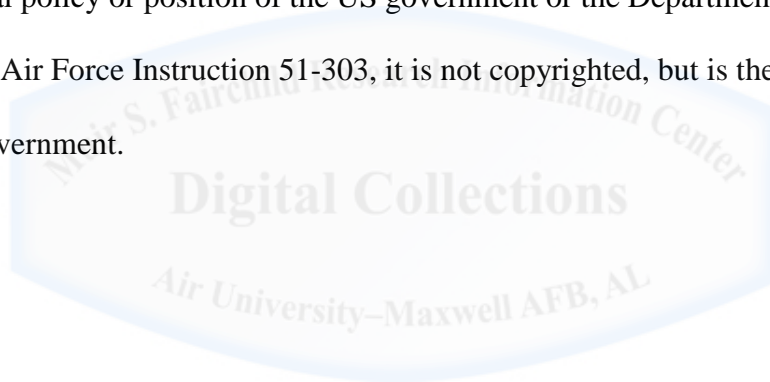 policy or position of the US government or the Departmen
Air Force Instruction 51-303, it is not copyrighted, but is the
vernment.
Muir S. Fairchild Research Information Center
Digital Collections
Air University–Maxwell AFB, AL